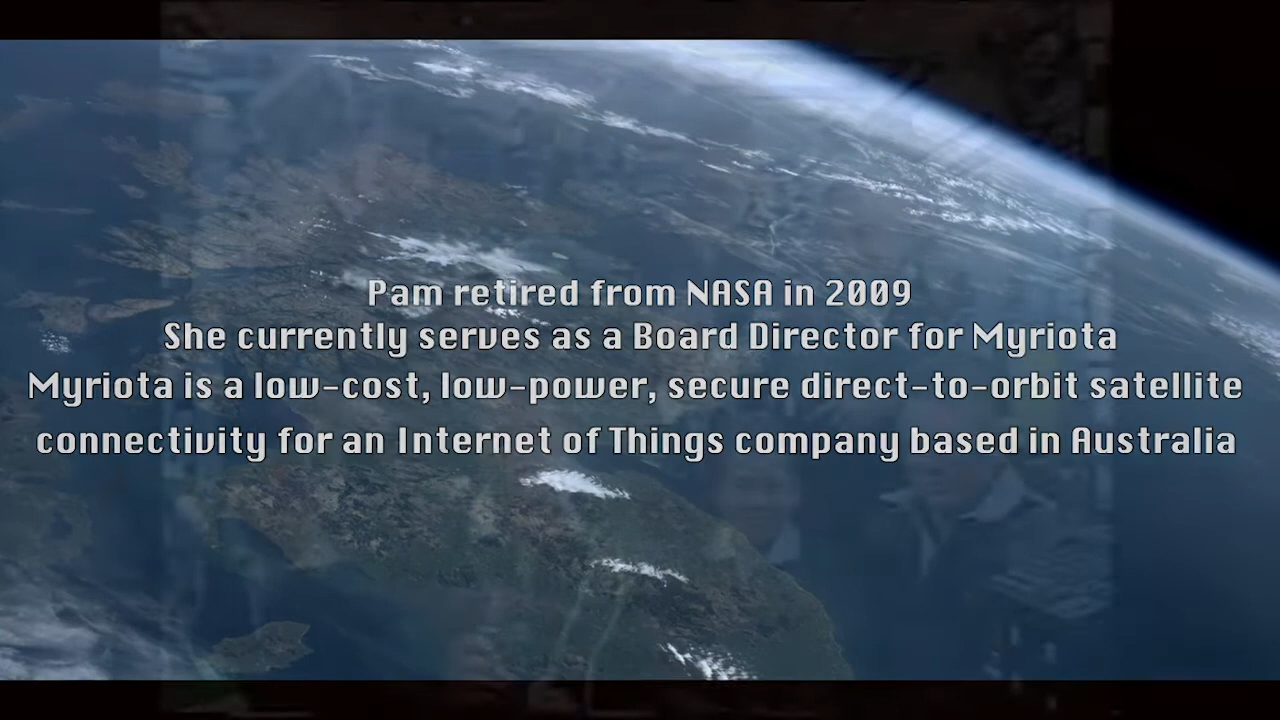 Pam retired from NASA in 2009
She currently serves as a Board Director for Myriota
Myriota is a low-cost, low-power, secure direct-to-orbit satellite
connectivity for an Internet of Things company based in Australia